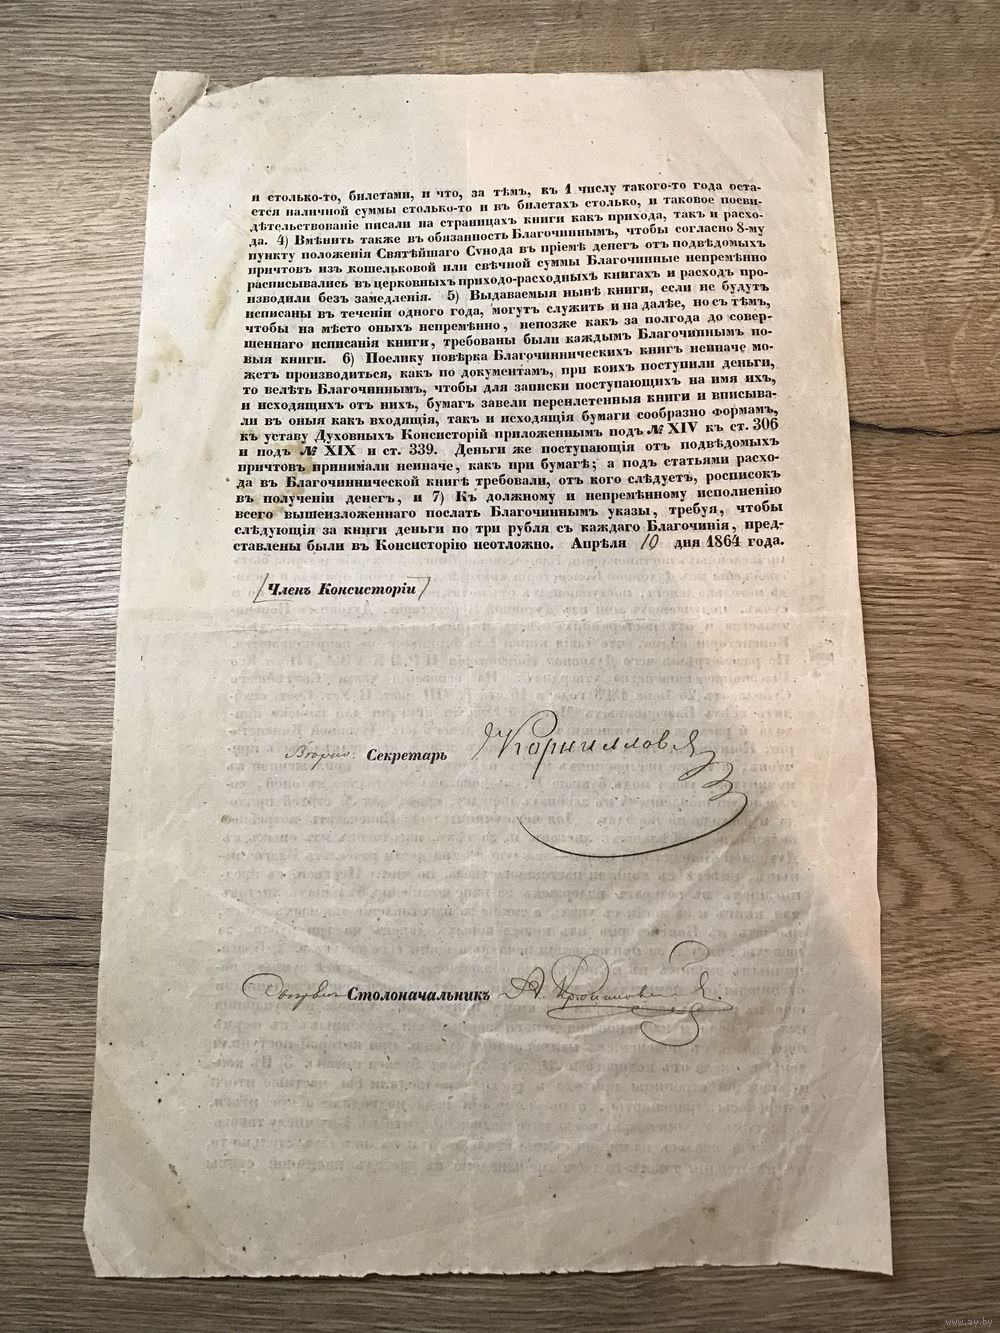 и столько-то, билетами, и что, за тѣмъ, къ 1 числу такого-то года оста-
ется наличной суммы столько-то и въ билетахъ столько, и таковое посви-
дѣтельствованіе писали на страницахъ книги какъ прихода, такъ и расхо-
да. 4) Вмѣнить также въ обязанность Благочиннымъ, чтобы согласно 8-му
пункту положенія Святѣйшаго Сѵнода въ пріемѣ денегъ отъ подвѣдомыхъ
причтовъ изъ кошельковой или свѣчной суммы Благочинные непремѣнно
расписывались въ церковныхъ приходо-расходныхъ книгахъ и расходъ про-
изводили безъ замедленія. 5) Выдаваемыя нынѣ книги, если не будутъ
исписаны въ теченіи одного года, могутъ служить и на далѣе, но съ тѣмъ,
чтобы на мѣсто оныхъ непремѣнно, непозже какъ за полгода до совер-
шеннаго исписанія книги, требованы были каждымъ Благочиннымъ но-
выя книги. 6) Поелику повѣрка Благочинническихъ книгъ неиначе мо-
жетъ производиться, какъ по документамъ, при коихъ поступили деньги,
то велѣть Благочиннымъ, чтобы для записки поступающихъ на имя ихъ,
и исходящихъ отъ нихъ, бумагъ завели переплетенныя книги и вписыва-
ли въ оныя какъ входящія, такъ и исходящія бумаги сообразно формамъ,
къ уставу Духовныхъ Консисторій приложеннымъ подъ № XIV къ ст. 306
и подъ № XIX и ст. 339. Деньги же поступающія отъ подвѣдомыхъ
причтовъ принимали неиначе, какъ при бумагѣ; а подъ статьями расхо-
да въ Благочиннической книгѣ требовали, отъ кого слѣдуетъ, росписокъ
въ полученіи денегъ, и 7) Къ должному и непремѣнному исполненію
всего вышеизложеннаго послать Благочиннымъ указы, требуя, чтобы
слѣдующія за книги деньги по три рубля съ каждаго Благочинія, пред-
ставлены были въ Консисторію неотложно. Апрѣля 10 дня 1864 года.
Членъ Консисторіи
Секретарь Корнилловъ
Столоначальникъ А.
www.ay.by